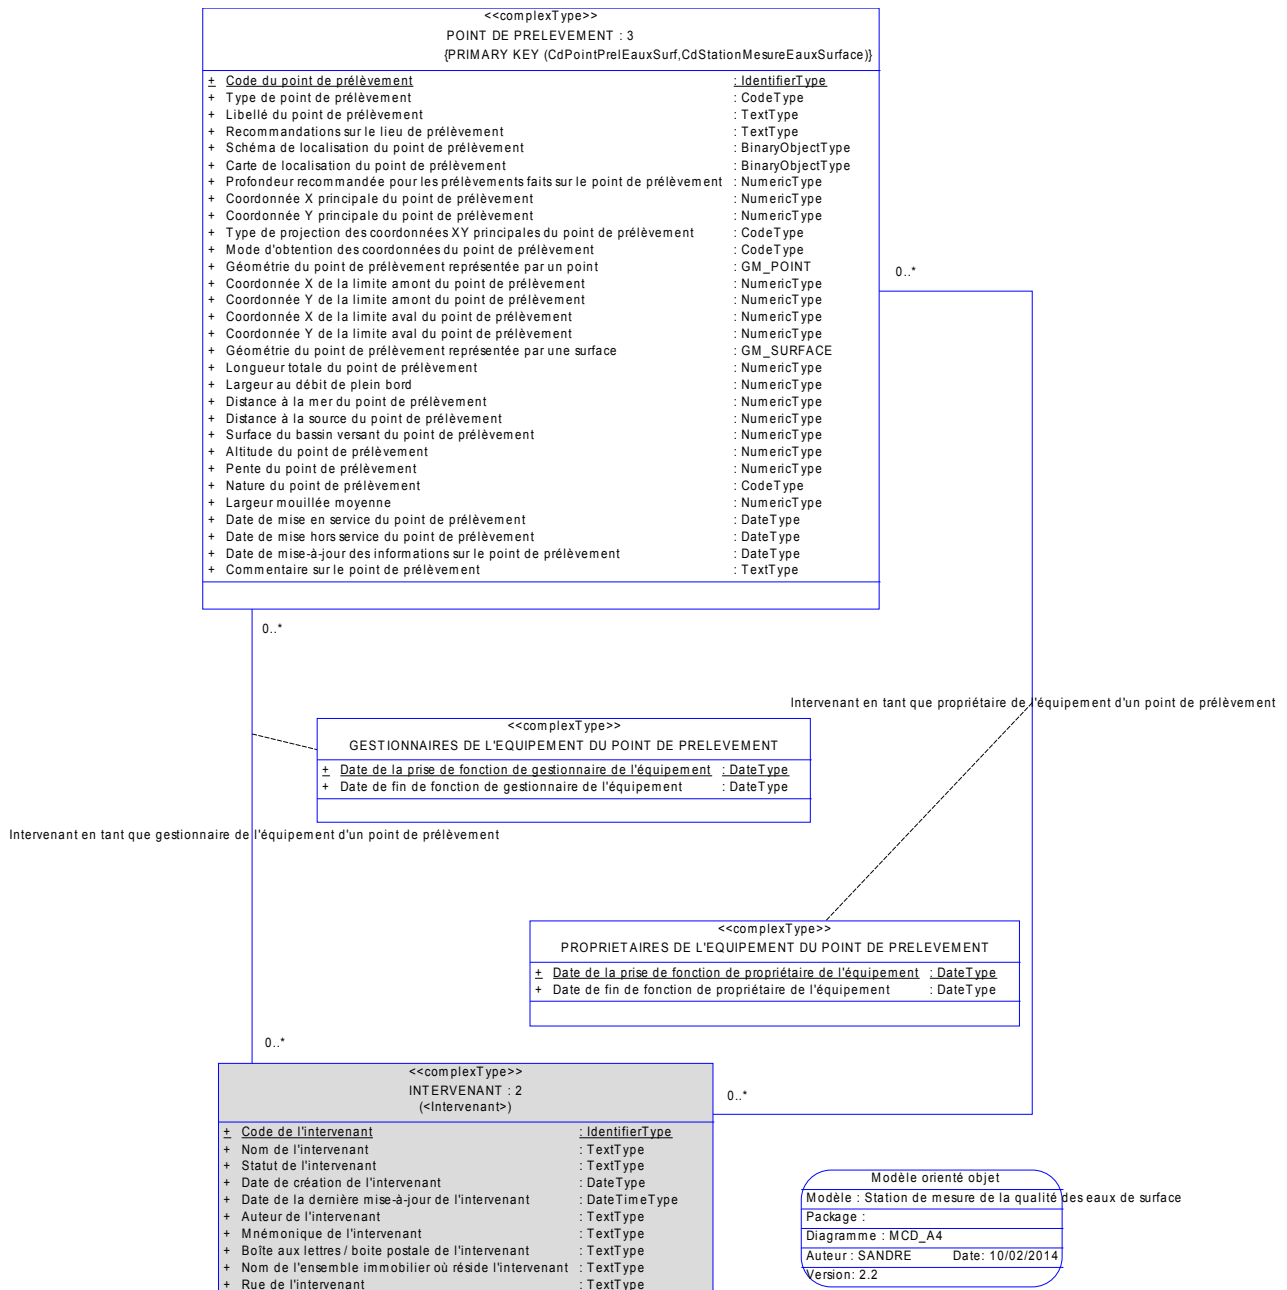 <<complexType>>
POINT DE PRELEVEMENT : 3
{PRIMARY KEY (CdPointPrelEauxSurf,CdStationMesureEauxSurface)}
+ Code du point de prélèvement : IdentifierType
+ Type de point de prélèvement : CodeType
+ Libellé du point de prélèvement : TextType
+ Recommandations sur le lieu de prélèvement : TextType
+ Schéma de localisation du point de prélèvement : BinaryObjectType
+ Carte de localisation du point de prélèvement : BinaryObjectType
+ Profondeur recommandée pour les prélèvements faits sur le point de prélèvement : NumericType
+ Coordonnée X principale du point de prélèvement : NumericType
+ Coordonnée Y principale du point de prélèvement : NumericType
+ Type de projection des coordonnées XY principales du point de prélèvement : CodeType
+ Mode d'obtention des coordonnées du point de prélèvement : CodeType
+ Géométrie du point de prélèvement représentée par un point : GM_POINT
+ Coordonnée X de la limite amont du point de prélèvement : NumericType
+ Coordonnée Y de la limite amont du point de prélèvement : NumericType
+ Coordonnée X de la limite aval du point de prélèvement : NumericType
+ Coordonnée Y de la limite aval du point de prélèvement : NumericType
+ Géométrie du point de prélèvement représentée par une surface : GM_SURFACE
+ Longueur totale du point de prélèvement : NumericType
+ Largeur au débit de plein bord : NumericType
+ Distance à la mer du point de prélèvement : NumericType
+ Distance à la source du point de prélèvement : NumericType
+ Surface du bassin versant du point de prélèvement : NumericType
+ Altitude du point de prélèvement : NumericType
+ Pente du point de prélèvement : NumericType
+ Nature du point de prélèvement : CodeType
+ Largeur mouillée moyenne : NumericType
+ Date de mise en service du point de prélèvement : DateType
+ Date de mise hors service du point de prélèvement : DateType
+ Date de mise-à-jour des informations sur le point de prélèvement : DateType
+ Commentaire sur le point de prélèvement : TextType
0..*
0..*
Intervenant en tant que propriétaire de l'équipement d'un point de prélèvement
<<complexType>>
GESTIONNAIRES DE L'EQUIPEMENT DU POINT DE PRELEVEMENT
+ Date de la prise de fonction de gestionnaire de l'équipement : DateType
+ Date de fin de fonction de gestionnaire de l'équipement : DateType
Intervenant en tant que gestionnaire de l'équipement d'un point de prélèvement
<<complexType>>
PROPRIETAIRES DE L'EQUIPEMENT DU POINT DE PRELEVEMENT
+ Date de la prise de fonction de propriétaire de l'équipement : DateType
+ Date de fin de fonction de propriétaire de l'équipement : DateType
0..*
0..*
<<complexType>>
INTERVENANT : 2
(<Intervenant>)
+ Code de l'intervenant : IdentifierType
+ Nom de l'intervenant : TextType
+ Statut de l'intervenant : TextType
+ Date de création de l'intervenant : DateType
+ Date de la dernière mise-à-jour de l'intervenant : DateTimeType
+ Auteur de l'intervenant : TextType
+ Mnémonique de l'intervenant : TextType
+ Boîte aux lettres / boite postale de l'intervenant : TextType
+ Nom de l'ensemble immobilier où réside l'intervenant : TextType
+ Rue de l'intervenant : TextType
Modèle orienté objet
Modèle : Station de mesure de la qualité des eaux de surface
Package :
Diagramme : MCD_A4
Auteur : SANDRE Date: 10/02/2014
Version: 2.2